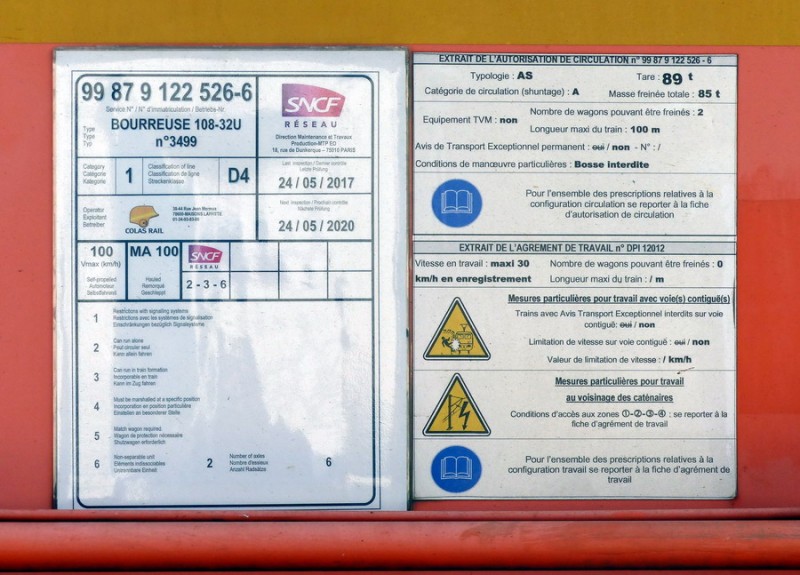 99 87 9 122 526-6
Service N° / N° d'immatriculation / Betriebs-Nr.
Type
Type
Typ
BOURREUSE 108-32U
n°3499
SNCF
RÉSEAU
Direction Maintenance et Travaux
Production-MTP EO
18, rue de Dunkerque - 75010 PARIS
Category
Catégorie
Kategorie
1
Classification of line
Classification de ligne
Streckenklasse
D4
Last inspection / Dernier contrôle
Letzte Prüfung
24 / 05 / 2017
Operator
Exploitant
Betreiber
COLAS RAIL
78600 MAISONS-LAFFITTE
Next inspection / Prochain contrôle
Nächste Prüfung
24 / 05 / 2020
100
Vmax (km/h)
MA 100
SNCF
RÉSEAU
Self-propelled
Automoteur
Selbstfahrend
Hauled
Remorqué
Geschleppt
2 - 3 - 6
1
Restrictions with signalling systems
Restrictions avec les systèmes de signalisation
Einschränkungen bezüglich Signalsysteme
2
Can run alone
Peut circuler seul
Kann allein fahren
3
Can run in train formation
Incorporable en train
Kann im Zug fahren
4
Must be marshalled at a specific position
Incorporation en position particulière
Einstellen an besonderer Stelle
5
Match wagon required
Wagon de protection nécessaire
Shutzwagen erforderlich
6
Non-separable unit
Eléments indissociables
Untrennbare Einheit
2
Number of axles
Nombre d'essieux
Anzahl Radsätze
6
EXTRAIT DE L'AUTORISATION DE CIRCULATION n° 99 87 9 122 526 - 6
Typologie : AS
Tare : 89 t
Catégorie de circulation (shuntage) : A
Masse freinée totale : 85 t
Equipement TVM : non
Nombre de wagons pouvant être freinés : 2
Longueur maxi du train : 100 m
Avis de Transport Exceptionnel permanent : oui / non - N° : /
Conditions de manœuvre particulières : Bosse interdite
Pour l'ensemble des prescriptions relatives à la
configuration circulation se reporter à la fiche
d'autorisation de circulation
EXTRAIT DE L'AGREMENT DE TRAVAIL n° DPI 12012
Vitesse en travail : maxi 30
Nombre de wagons pouvant être freinés : 0
km/h en enregistrement
Longueur maxi du train : / m
Mesures particulières pour travail avec voie(s) contiguë(s)
Trains avec Avis Transport Exceptionnel interdits sur voie
contiguë: oui / non
Limitation de vitesse sur voie contiguë : oui / non
Valeur de limitation de vitesse : / km/h
Mesures particulières pour travail
au voisinage des caténaires
Conditions d'accès aux zones ①-②-③-④ : se reporter à la
fiche d'agrément de travail
Pour l'ensemble des prescriptions relatives à la
configuration travail se reporter à la fiche d'agrément de
travail